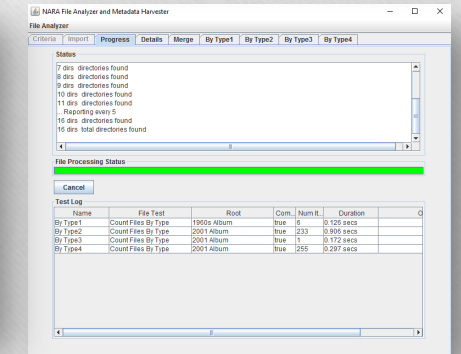 NARA File Analyzer and Metadata Harvester
File Analyzer
Criteria Import Progress Details Merge By Type1 By Type2 By Type3 By Type4
Status
7 dirs directories found
8 dirs directories found
9 dirs directories found
10 dirs directories found
11 dirs directories found
... Reporting every 5
16 dirs directories found
16 dirs total directories found
File Processing Status
Cancel
Test Log
Name File Test Root Com... Num It... Duration O
By Type1 Count Files By Type 1960s Album true 6 0.126 secs
By Type2 Count Files By Type 2001 Album true 233 0.906 secs
By Type3 Count Files By Type 2001 Album true 1 0.172 secs
By Type4 Count Files By Type 2001 Album true 255 0.297 secs